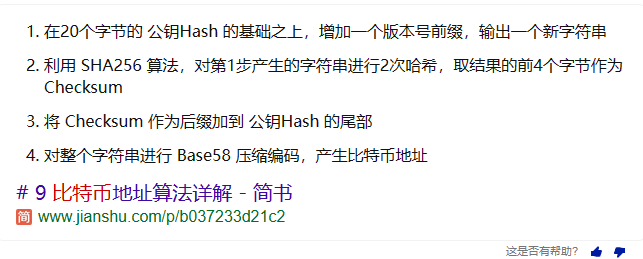 1. 在20个字节的 公钥Hash 的基础之上，增加一个版本号前缀，输出一个新字符串
2. 利用 SHA256 算法，对第1步产生的字符串进行2次哈希，取结果的前4个字节作为
Checksum
3. 将 Checksum 作为后缀加到 公钥Hash 的尾部
4. 对整个字符串进行 Base58 压缩编码，产生比特币地址
# 9 比特币地址算法详解 - 简书
简 www.jianshu.com/p/b037233d21c2
这是否有帮助?